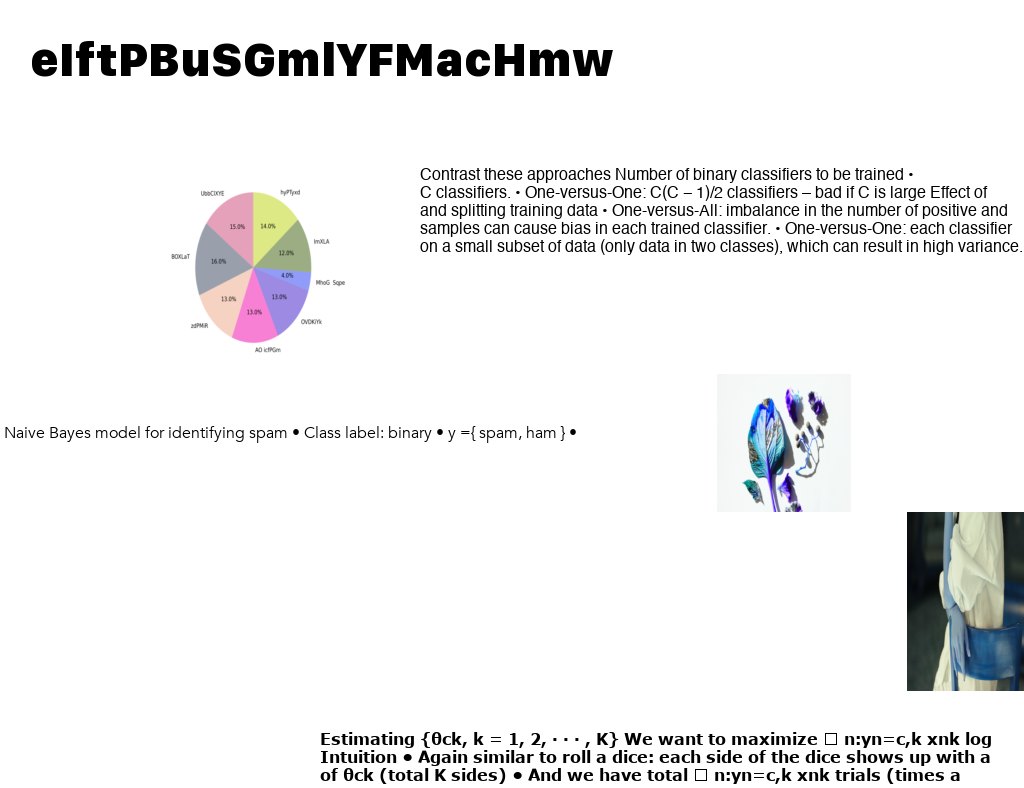 eIftPBuSGmlYFMacHmw
Contrast these approaches Number of binary classifiers to be trained •
C classifiers. • One-versus-One: C(C – 1)/2 classifiers – bad if C is large Effect of
and splitting training data • One-versus-All: imbalance in the number of positive and
samples can cause bias in each trained classifier. • One-versus-One: each classifier
on a small subset of data (only data in two classes), which can result in high variance.
UbbCIXYE
hyPTyxd
15.0%
14.0%
ImXLA
12.0%
BOXLaT
16.0%
4.0%
MhoG Sqpe
13.0%
13.0%
13.0%
OVDKiYk
zdPMiR
AO icfPGm
Naive Bayes model for identifying spam • Class label: binary • y ={ spam, ham } •
Estimating {θck, k = 1, 2, · · · , K} We want to maximize □ n:yn=c,k xnk log
Intuition • Again similar to roll a dice: each side of the dice shows up with a
of θck (total K sides) • And we have total □ n:yn=c,k xnk trials (times a